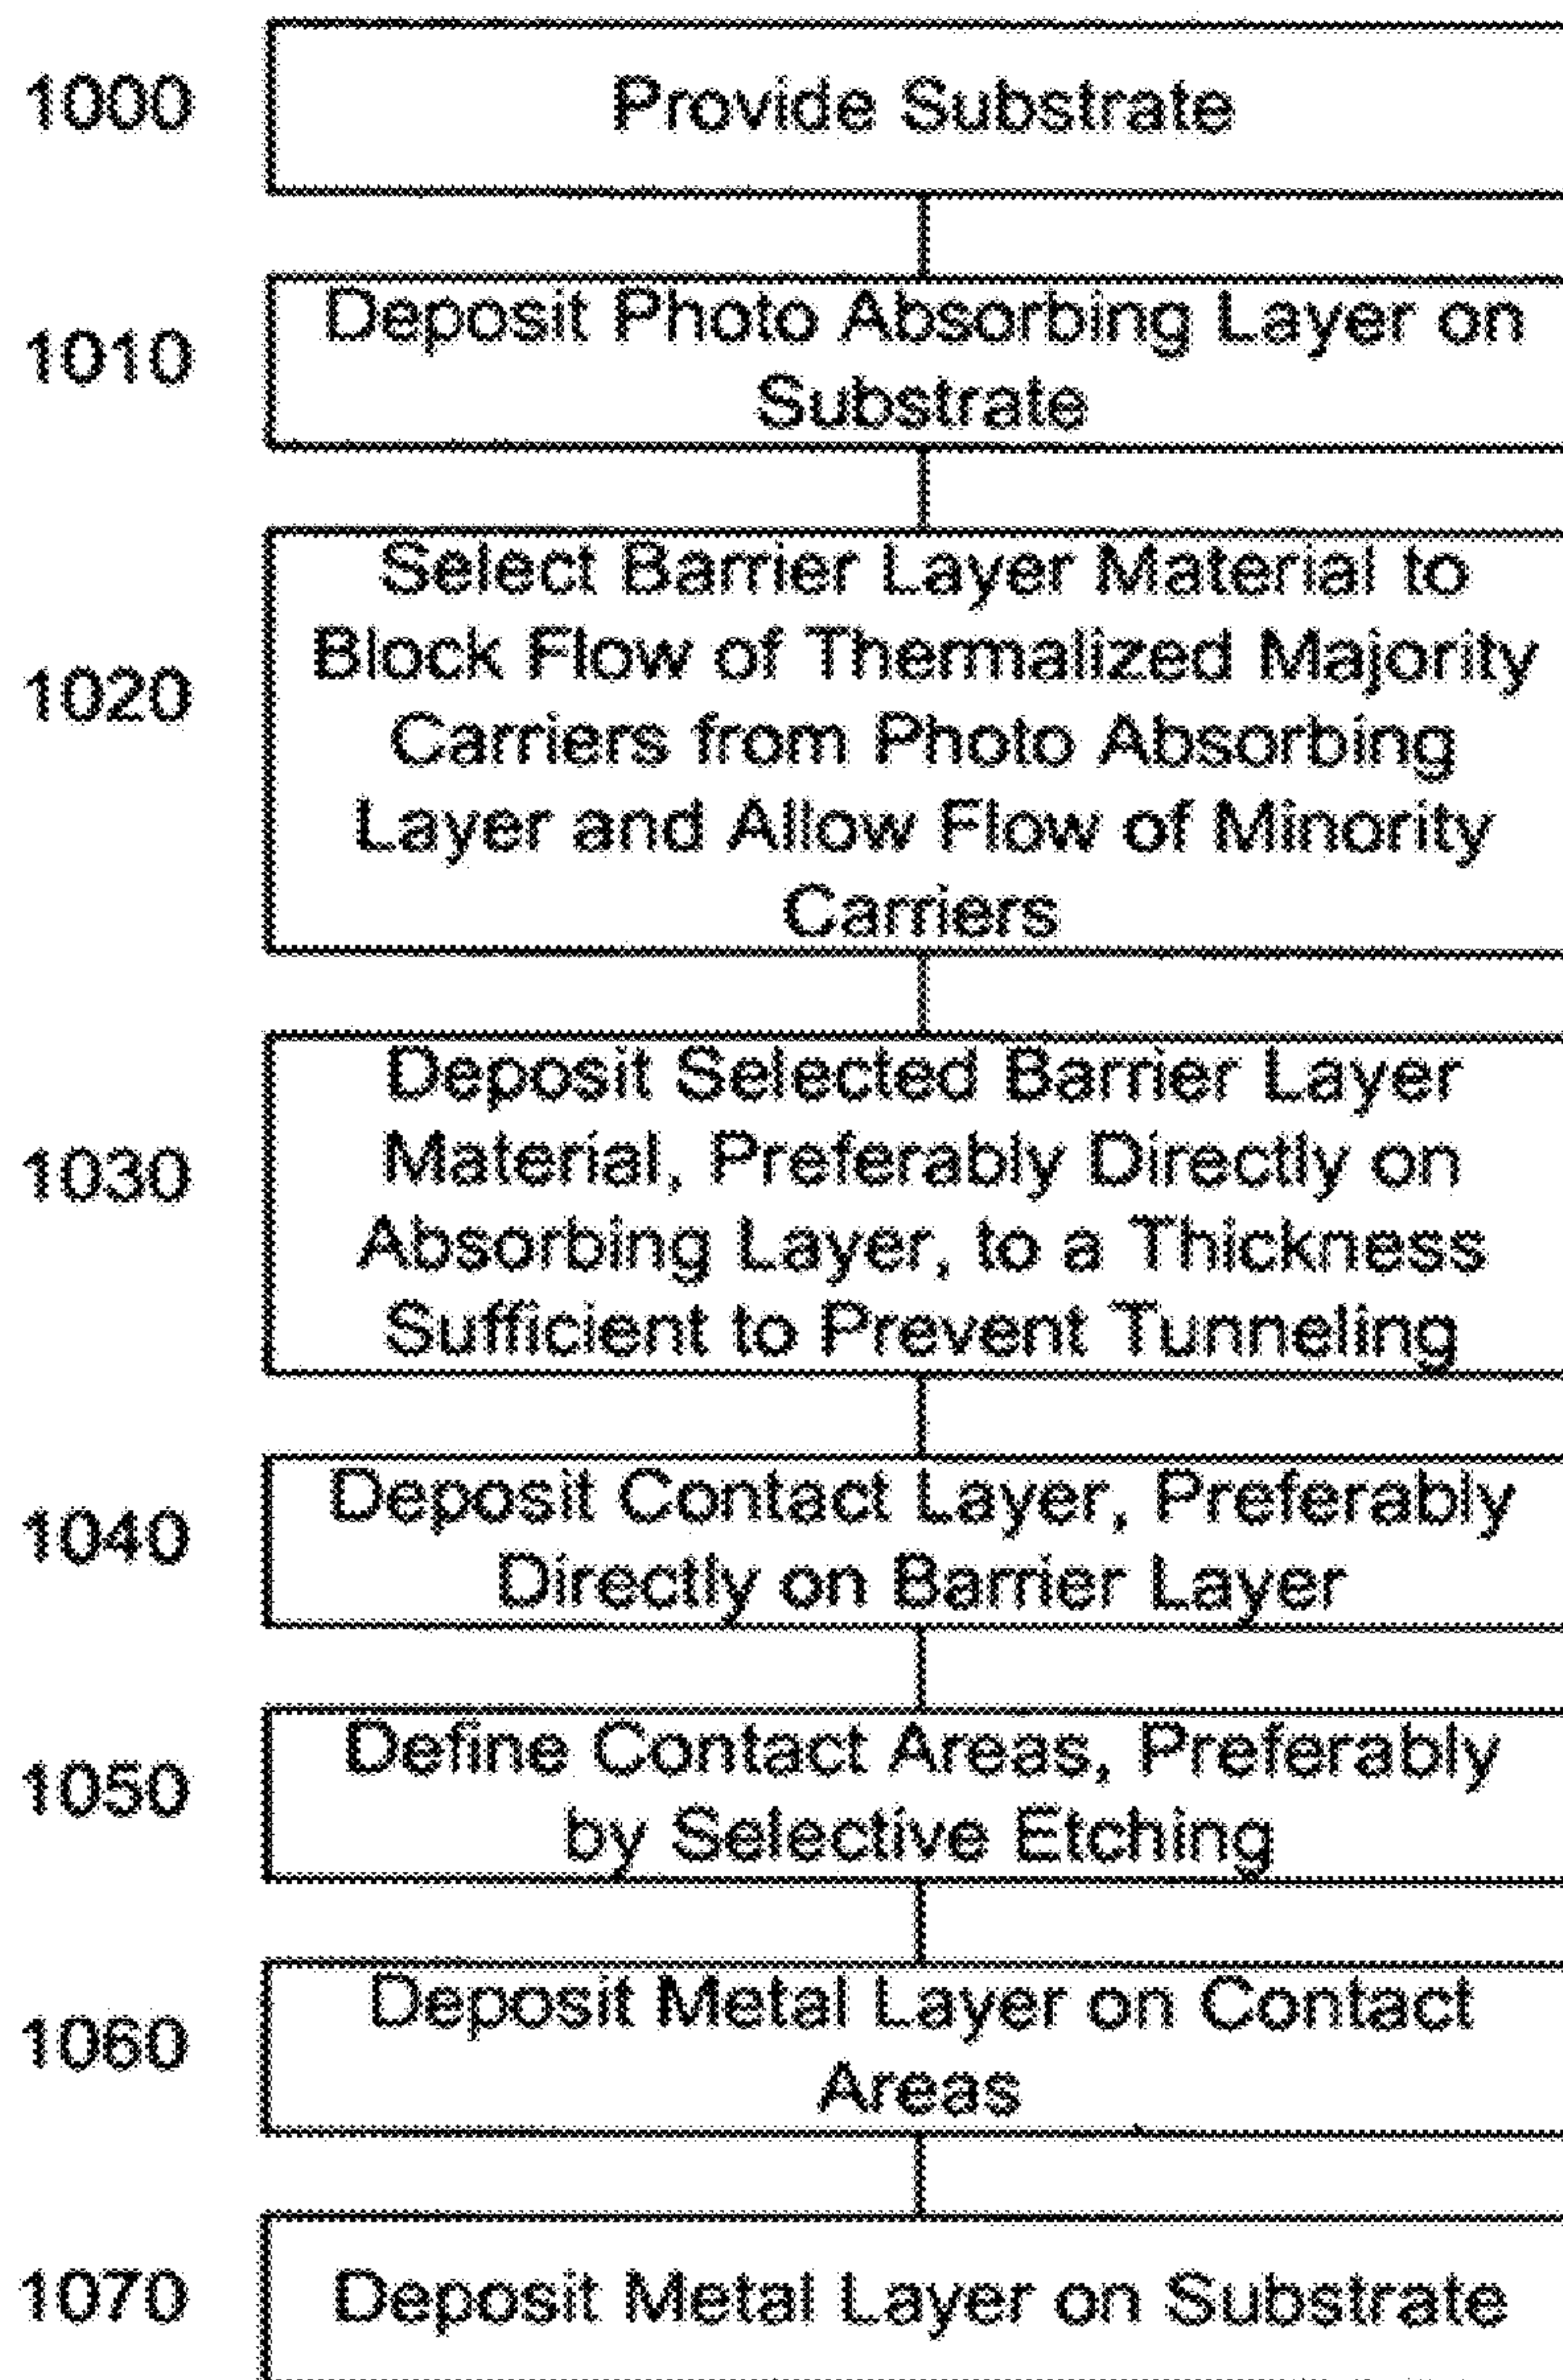 1000
Provide Substrate
1010
Deposit Photo Absorbing Layer on
Substrate
1020
Select Barrier Layer Material to
Block Flow of Thermalized Majority
Carriers from Photo Absorbing
Layer and Allow Flow of Minority
Carriers
1030
Deposit Selected Barrier Layer
Material, Preferably Directly on
Absorbing Layer, to a Thickness
Sufficient to Prevent Tunneling
1040
Deposit Contact Layer, Preferably
Directly on Barrier Layer
1050
Define Contact Areas, Preferably
by Selective Etching
1060
Deposit Metal Layer on Contact
Areas
1070
Deposit Metal Layer on Substrate